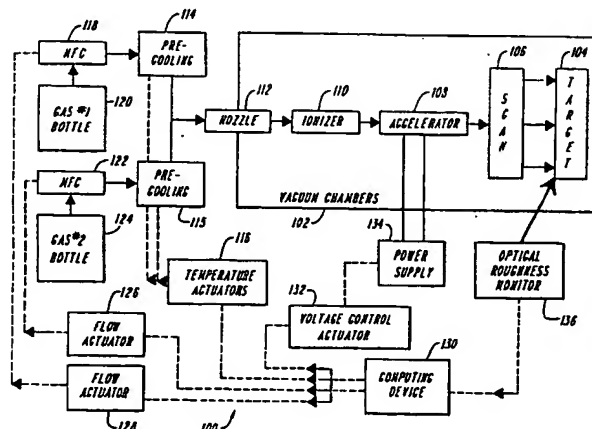 118
MFC
114
PRE-
COOLING
120
GAS #1
BOTTLE
122
MFC
PRE-
COOLING
115
124
GAS #2
BOTTLE
112
NOZZLE
110
IONIZER
108
ACCELERATOR
106
SCAN
104
TARGET
VACUUM CHAMBERS
102
134
POWER
SUPPLY
116
TEMPERATURE
ACTUATORS
132
VOLTAGE CONTROL
ACTUATOR
OPTICAL
ROUGHNESS
MONITOR
136
126
FLOW
ACTUATOR
130
COMPUTING
DEVICE
FLOW
ACTUATOR
128
100